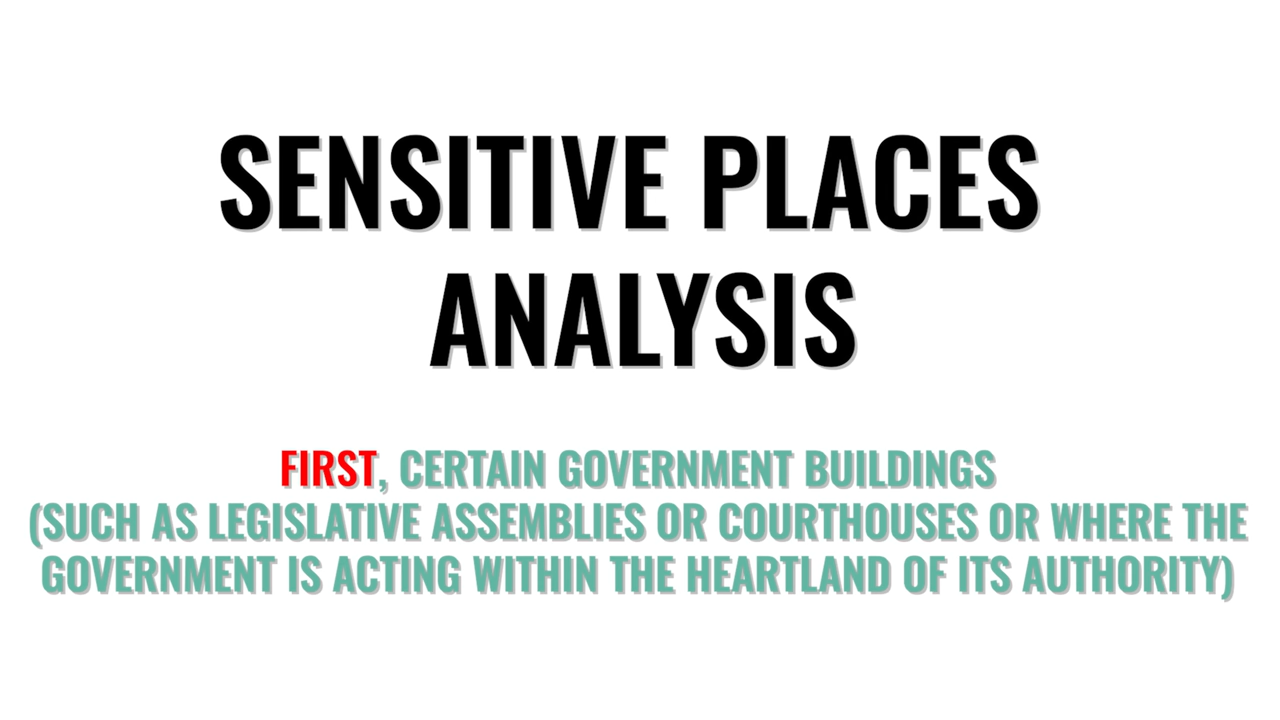 SENSITIVE PLACES
ANALYSIS
FIRST, CERTAIN GOVERNMENT BUILDINGS
(SUCH AS LEGISLATIVE ASSEMBLIES OR COURTHOUSES OR WHERE THE
GOVERNMENT IS ACTING WITHIN THE HEARTLAND OF ITS AUTHORITY)